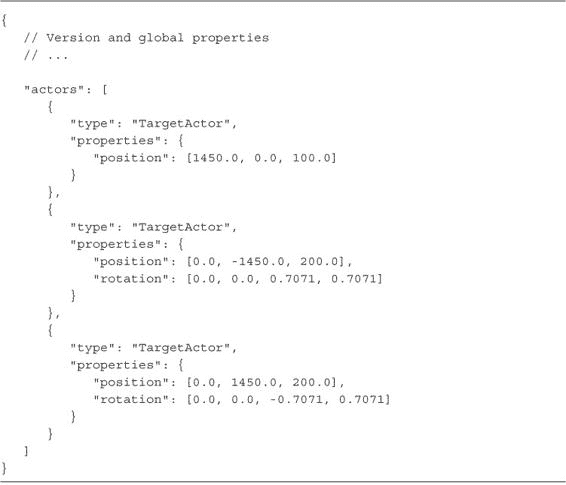 {
   // Version and global properties
   // ...

   "actors": [
      {
         "type": "TargetActor",
         "properties": {
            "position": [1450.0, 0.0, 100.0]
         }
      },
      {
         "type": "TargetActor",
         "properties": {
            "position": [0.0, -1450.0, 200.0],
            "rotation": [0.0, 0.0, 0.7071, 0.7071]
         }
      },
      {
         "type": "TargetActor",
         "properties": {
            "position": [0.0, 1450.0, 200.0],
            "rotation": [0.0, 0.0, -0.7071, 0.7071]
         }
      }
   ]
}